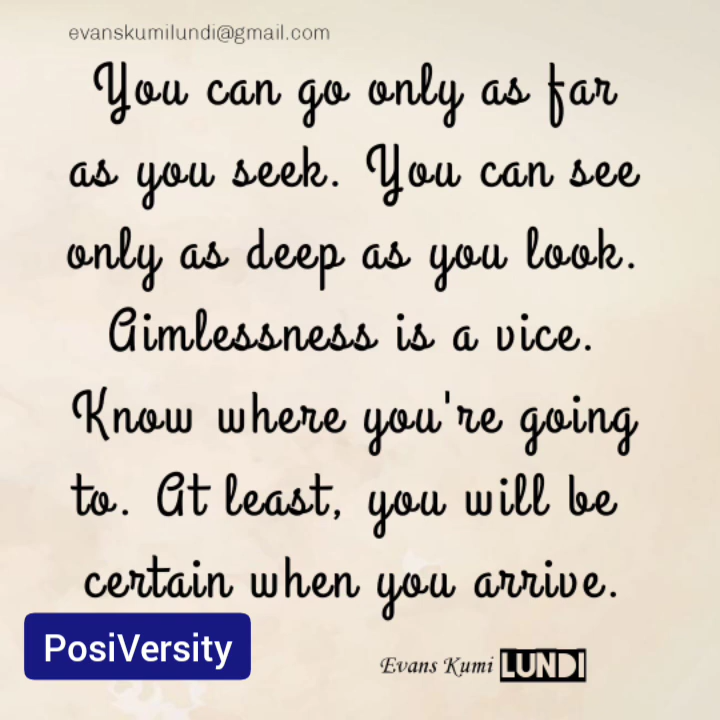 evanskumilundi@gmail.com
You can go only as far
as you seek. You can see
only as deep as you look.
Aimlessness is a vice.
Know where you're going
to. At least, you will be
certain when you arrive.
PosiVersity
Evans Kumi LUNDI